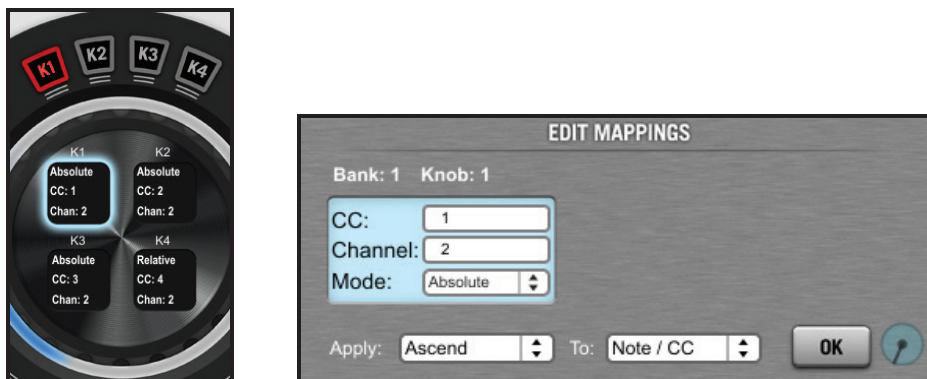 K1 K2 K3 K4
K1 K2
Absolute Absolute
CC: 1 CC: 2
Chan: 2 Chan: 2
K3 K4
Absolute Relative
CC: 3 CC: 4
Chan: 2 Chan: 2
EDIT MAPPINGS
Bank: 1 Knob: 1
CC: 1
Channel: 2
Mode: Absolute
Apply: Ascend To: Note / CC OK